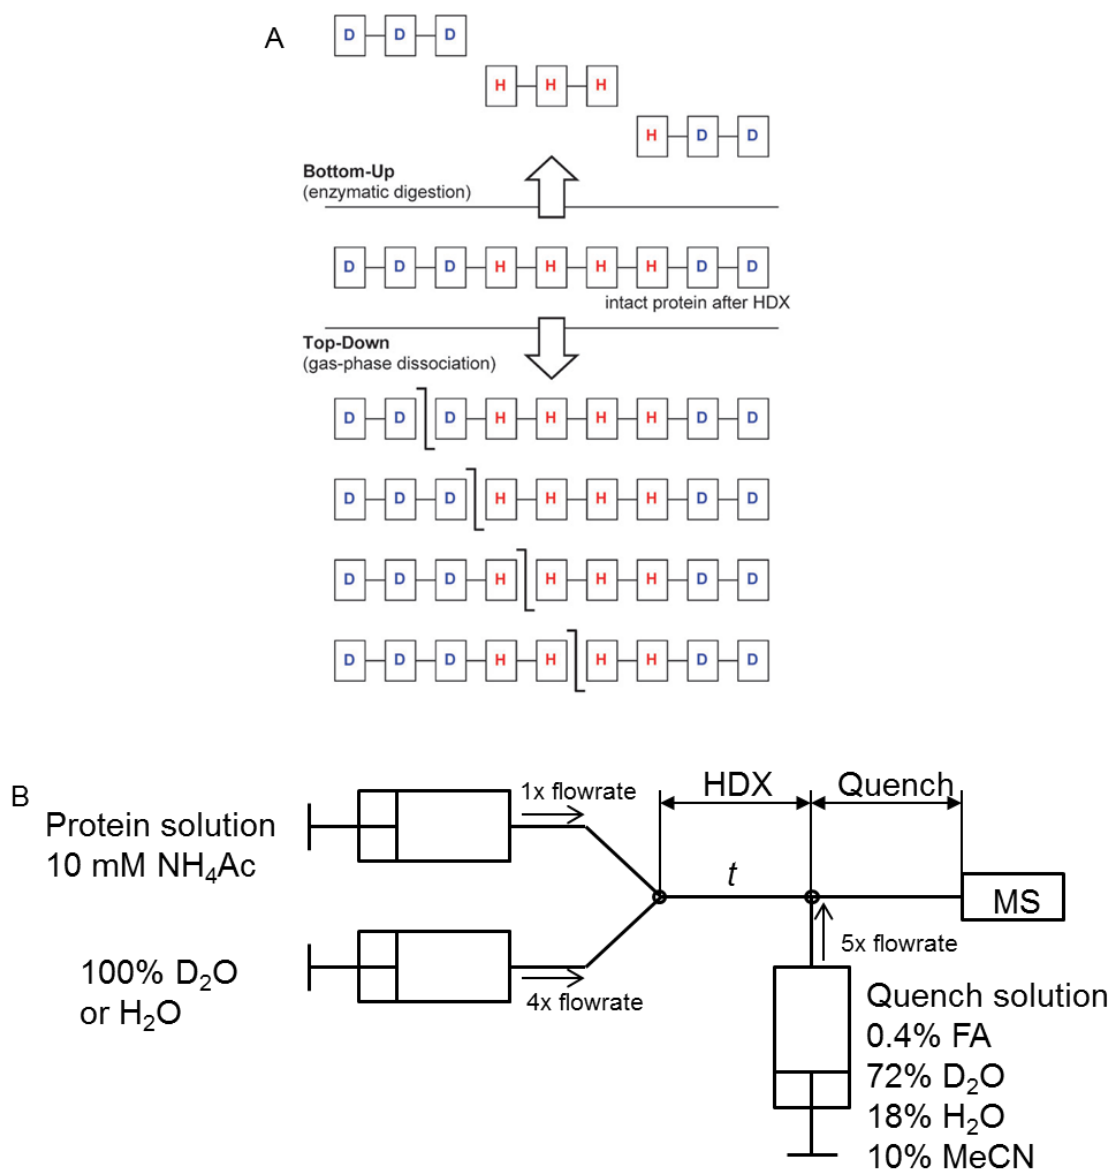 A
D D D
H H H
H D D
Bottom-Up
(enzymatic digestion)
D D D H H H H D D
intact protein after HDX
Top-Down
(gas-phase dissociation)
D D D H H H H D D
D D D H H H H D D
D D D H H H H D D
D D D H H H H D D
B
Protein solution
10 mM NH₄Ac
1x flowrate
HDX
Quench
t
MS
100% D₂O
or H₂O
4x flowrate
5x flowrate
Quench solution
0.4% FA
72% D₂O
18% H₂O
10% MeCN